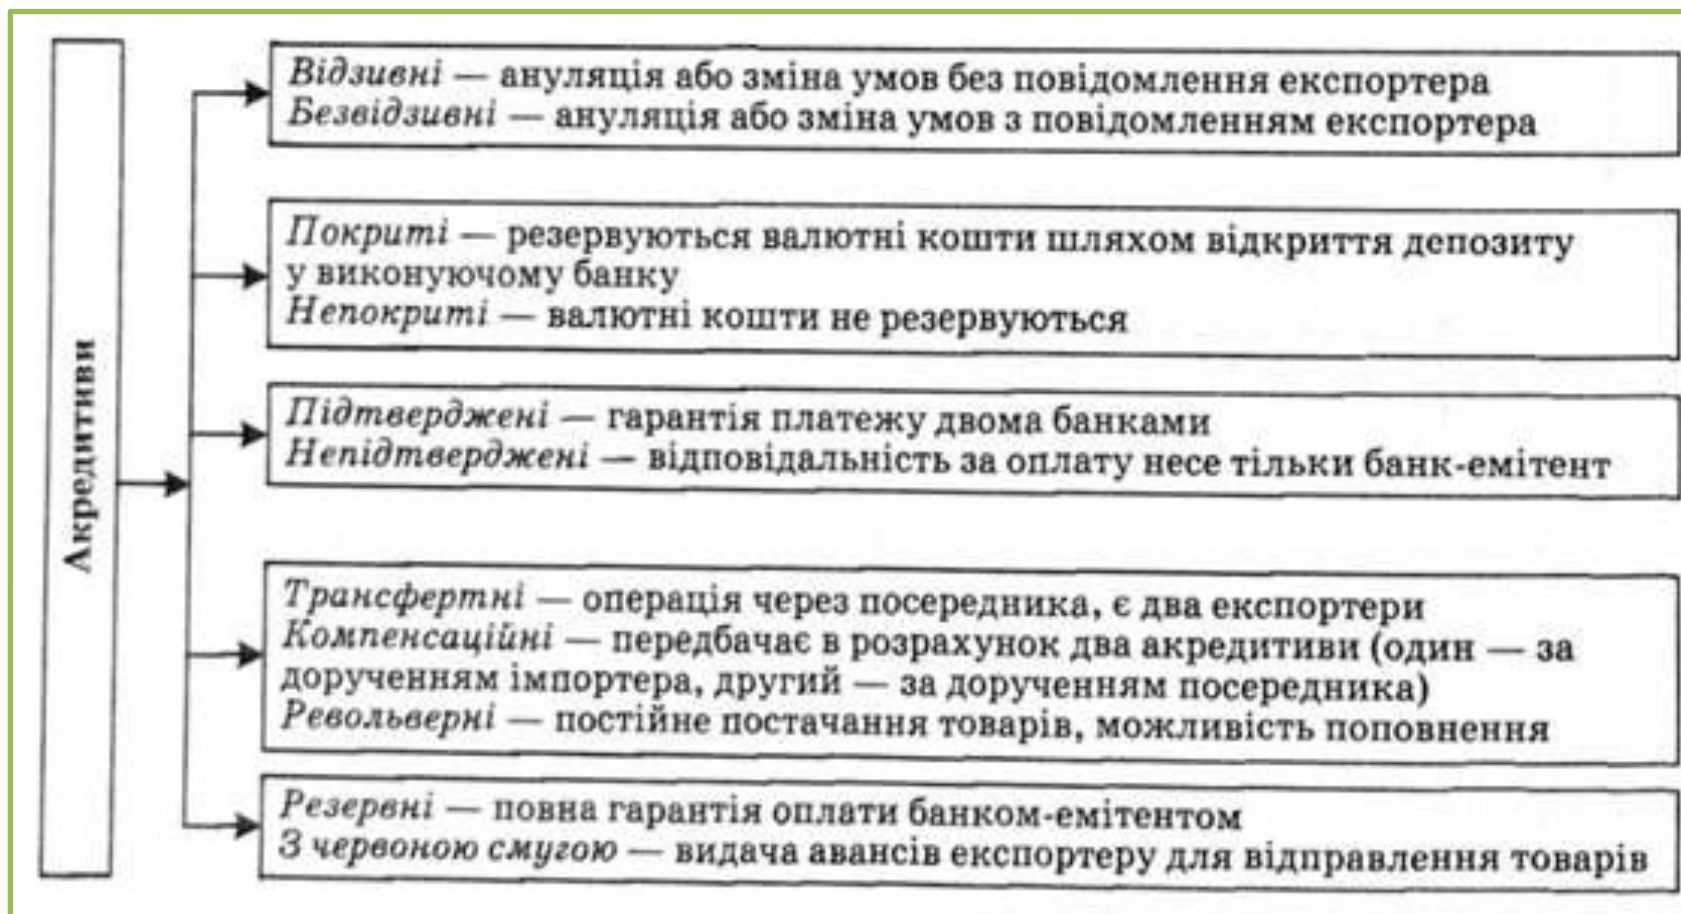 Акредитиви
Відзивні — ануляція або зміна умов без повідомлення експортера
Безвідзивні — ануляція або зміна умов з повідомленням експортера
Покриті — резервуються валютні кошти шляхом відкриття депозиту
у виконуючому банку
Непокриті — валютні кошти не резервуються
Підтверджені — гарантія платежу двома банками
Непідтверджені — відповідальність за оплату несе тільки банк-емітент
Трансфертні — операція через посередника, є два експортери
Компенсаційні — передбачає в розрахунок два акредитиви (один — за
дорученням імпортера, другий — за дорученням посередника)
Револьверні — постійне постачання товарів, можливість поповнення
Резервні — повна гарантія оплати банком-емітентом
З червоною смугою — видача авансів експортеру для відправлення товарів